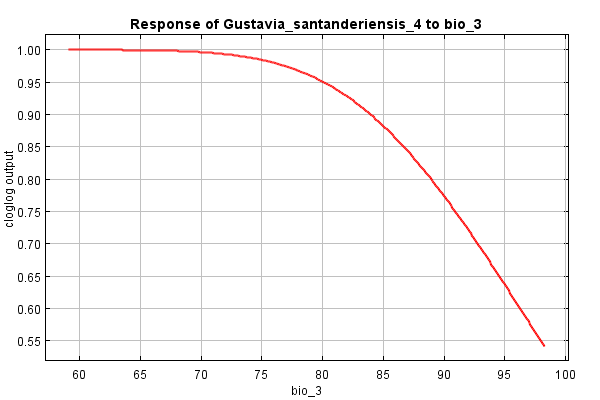 Response of Gustavia_santanderiensis_4 to bio_3
1.00
0.95
0.90
0.85
0.80
0.75
0.70
0.65
0.60
0.55
cloglog output
60 65 70 75 80 85 90 95 100
bio_3